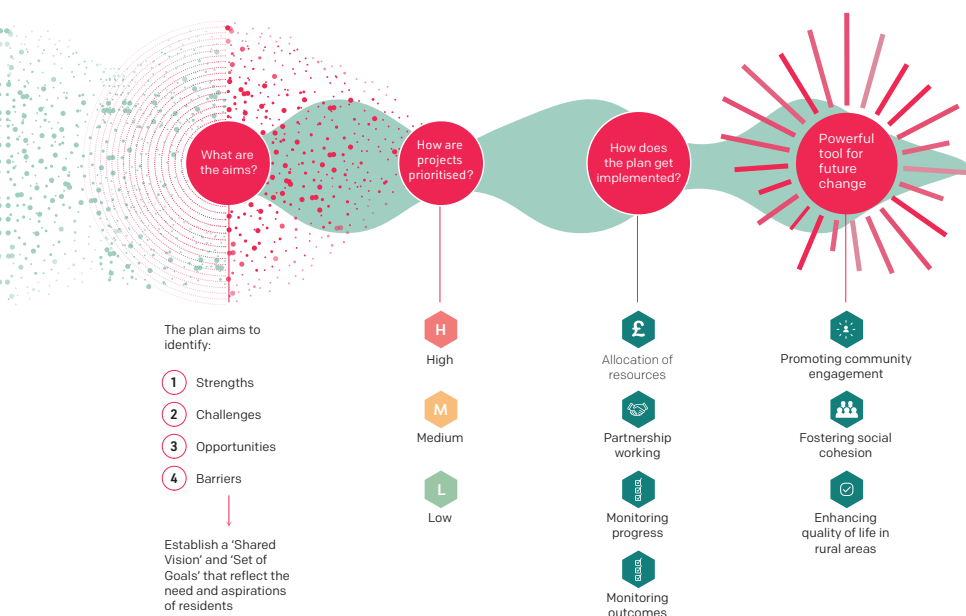 What are
the aims?
How are
projects
prioritised?
How does
the plan get
implemented?
Powerful
tool for
future
change
The plan aims to
identify:
1 Strengths
2 Challenges
3 Opportunities
4 Barriers
Establish a ‘Shared
Vision’ and ‘Set of
Goals’ that reflect the
need and aspirations
of residents
H
High
M
Medium
L
Low
£
Allocation of
resources
Partnership
working
Monitoring
progress
Monitoring
outcomes
Promoting community
engagement
Fostering social
cohesion
Enhancing
quality of life in
rural areas